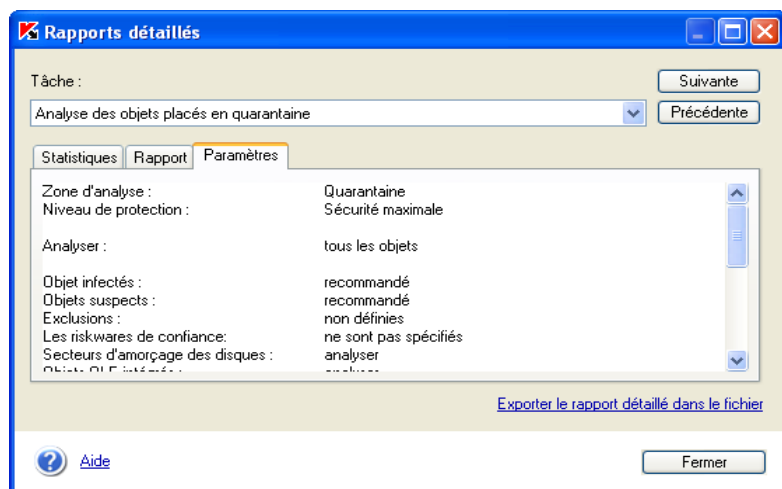 Rapports détaillés
Tâche :
Suivante
Analyse des objets placés en quarantaine
Précédente
Statistiques Rapport Paramètres
Zone d'analyse : Quarantaine
Niveau de protection : Sécurité maximale
Analyser : tous les objets
Objet infectés : recommandé
Objets suspects : recommandé
Exclusions : non définies
Les riskwares de confiance: ne sont pas spécifiés
Secteurs d'amorçage des disques : analyser
Exporter le rapport détaillé dans le fichier
Aide
Fermer